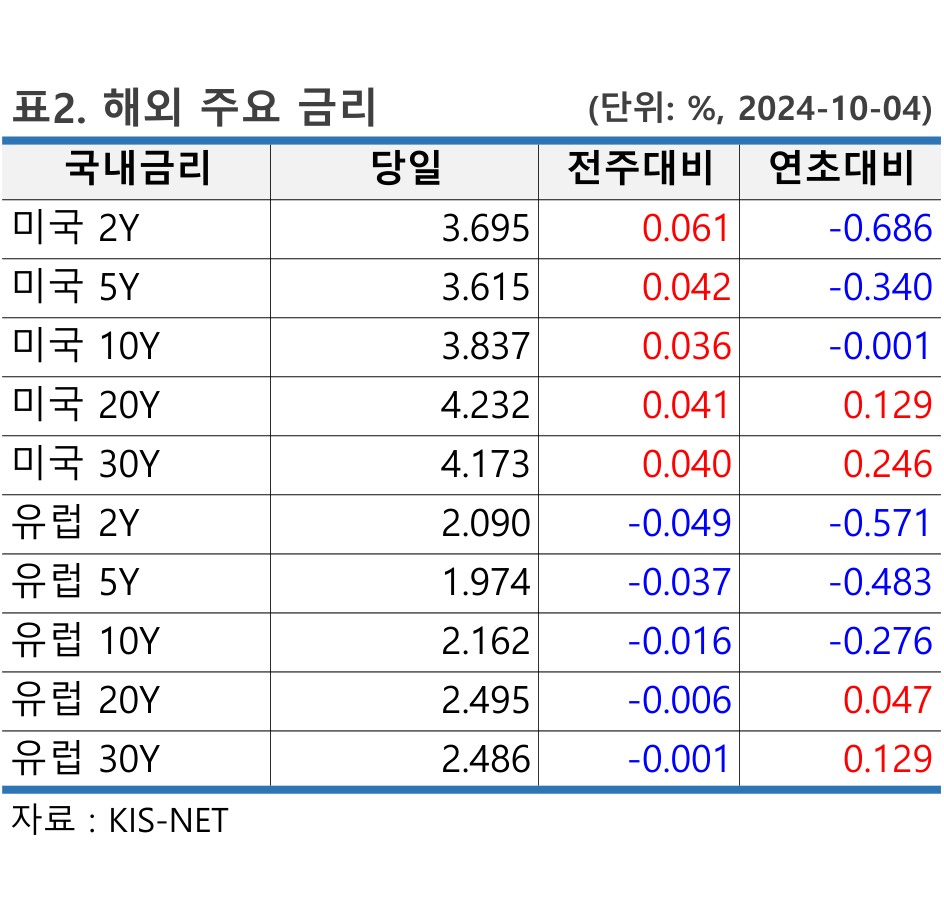 표2. 해외 주요 금리 (단위: %, 2024-10-04)
국내금리 당일 전주대비 연초대비
미국 2Y 3.695 0.061 -0.686
미국 5Y 3.615 0.042 -0.340
미국 10Y 3.837 0.036 -0.001
미국 20Y 4.232 0.041 0.129
미국 30Y 4.173 0.040 0.246
유럽 2Y 2.090 -0.049 -0.571
유럽 5Y 1.974 -0.037 -0.483
유럽 10Y 2.162 -0.016 -0.276
유럽 20Y 2.495 -0.006 0.047
유럽 30Y 2.486 -0.001 0.129
자료 : KIS-NET